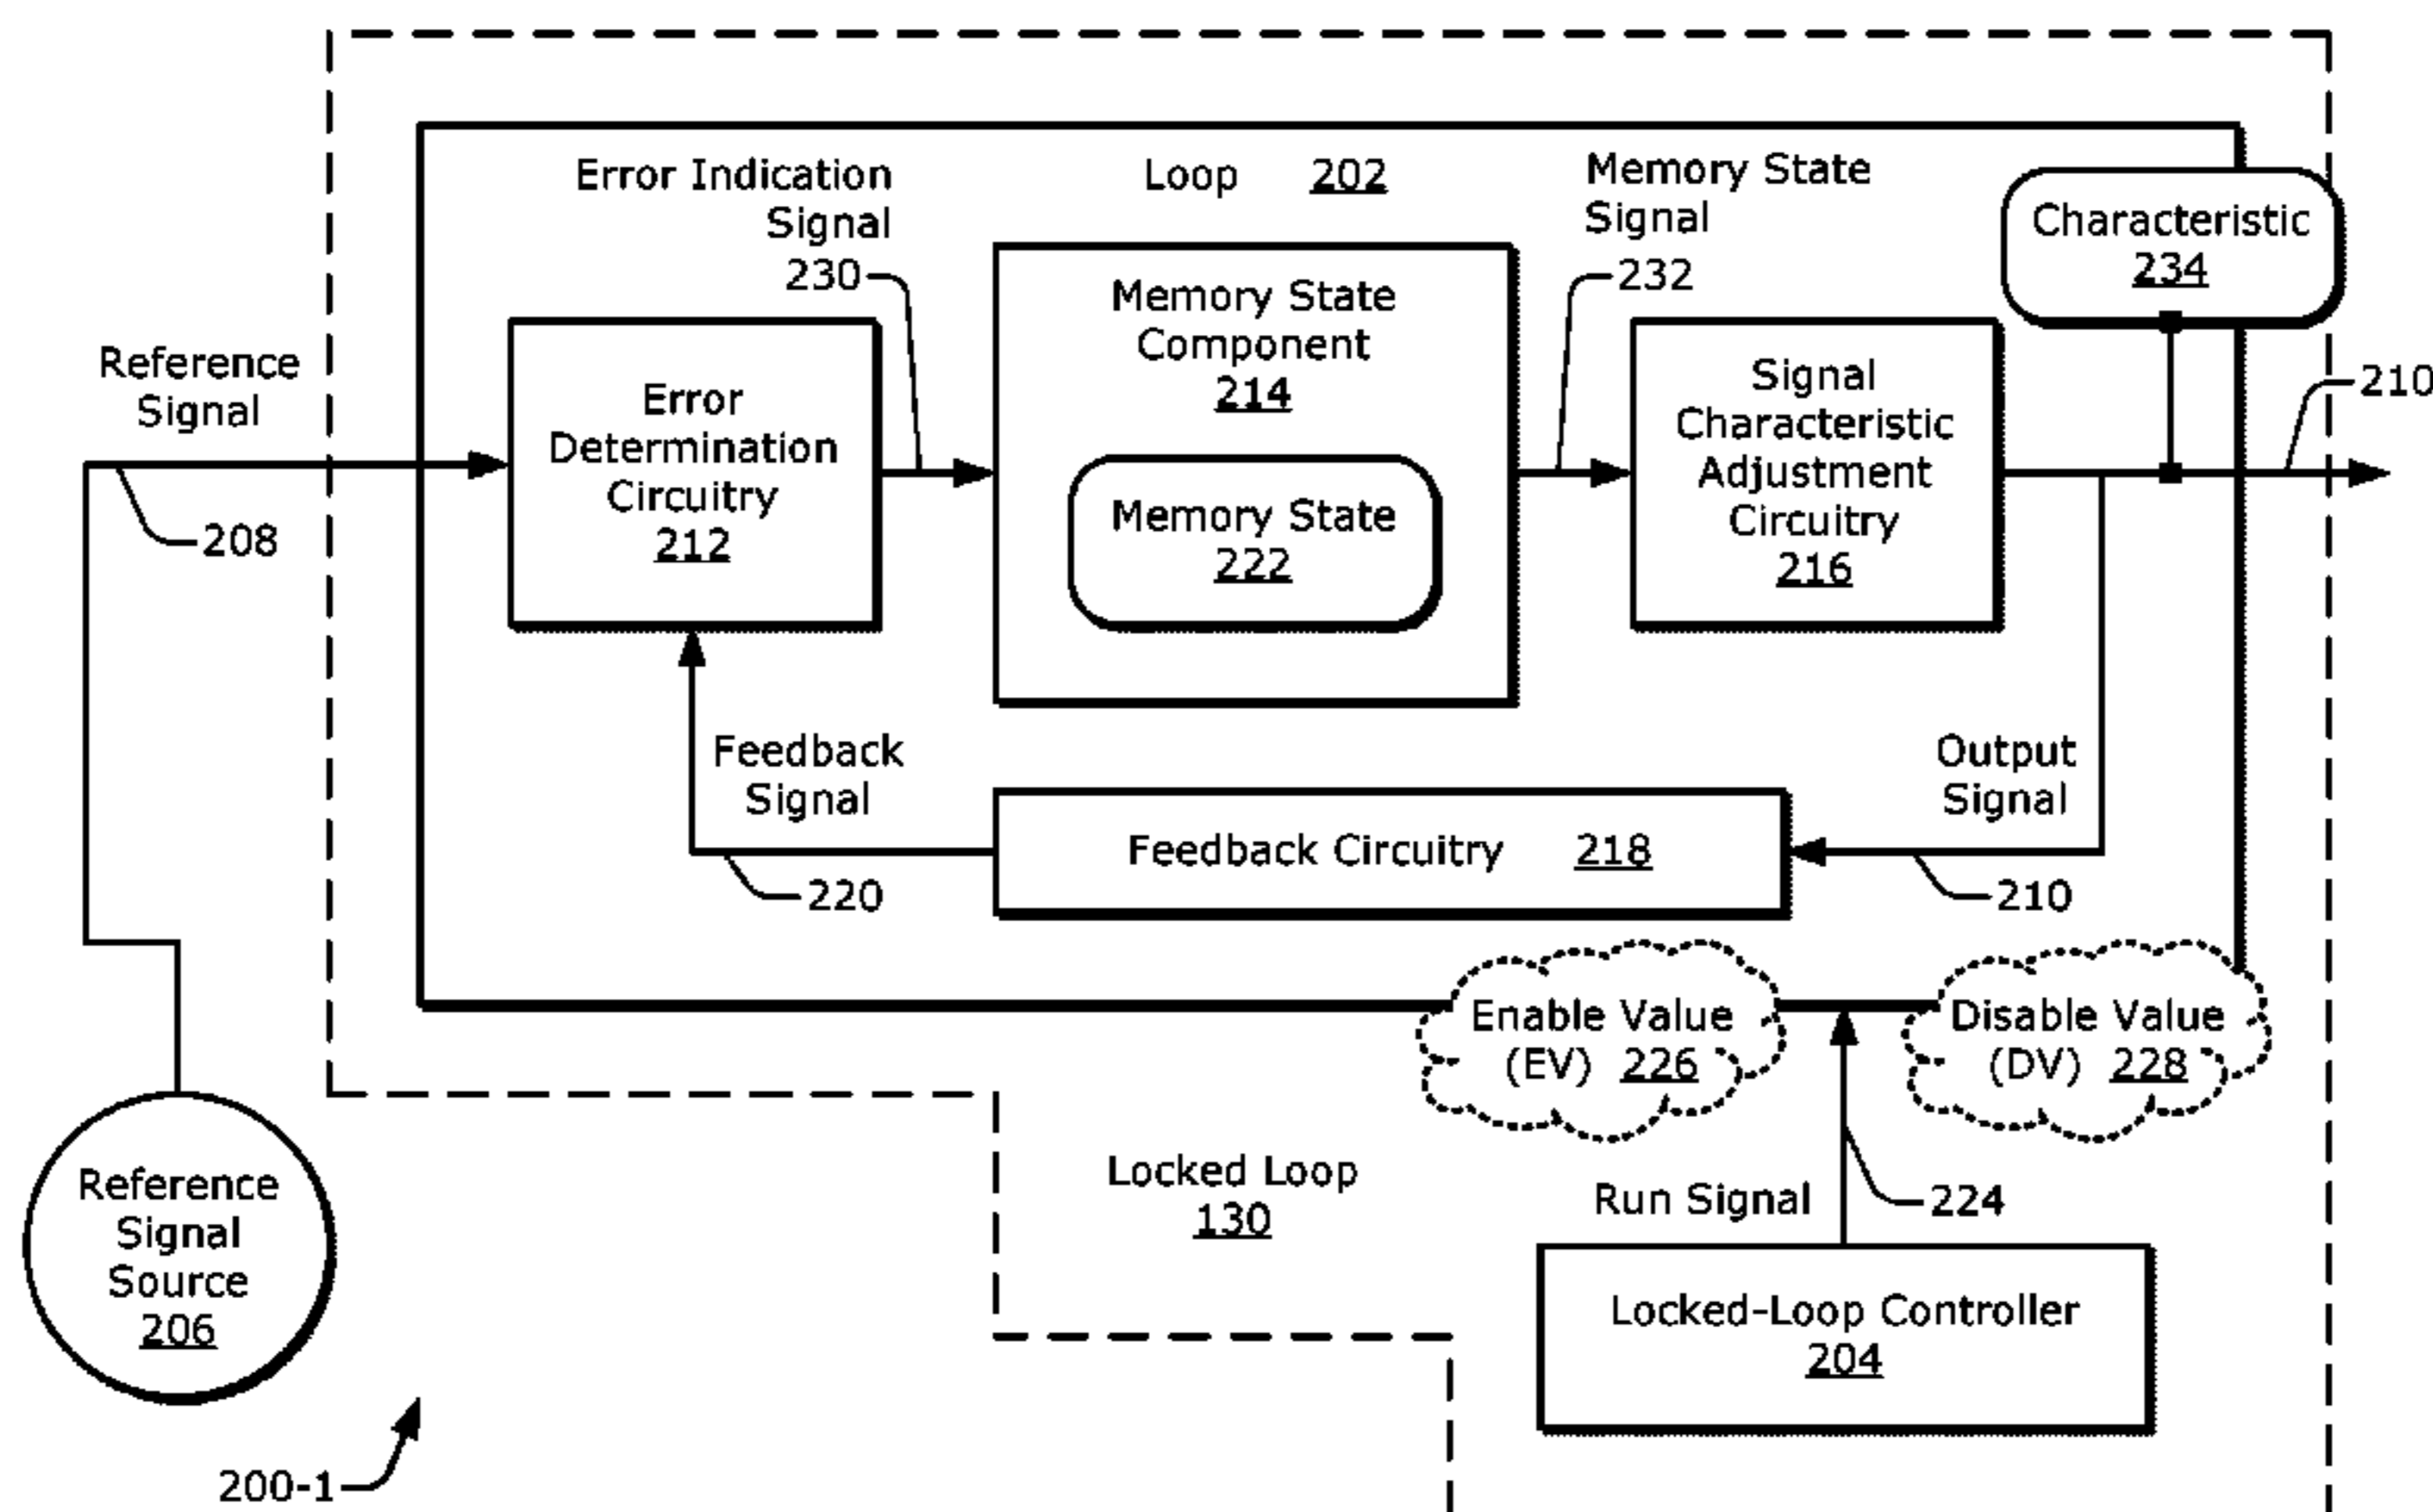 Error Indication
Signal
230
Loop 202
Memory State
Signal
232
Characteristic
234
Reference
Signal
208
Error
Determination
Circuitry
212
Memory State
Component
214
Memory State
222
Signal
Characteristic
Adjustment
Circuitry
216
210
Feedback
Signal
220
Feedback Circuitry 218
Output
Signal
210
Enable Value
(EV) 226
Disable Value
(DV) 228
Reference
Signal
Source
206
Locked Loop
130
Run Signal
224
Locked-Loop Controller
204
200-1